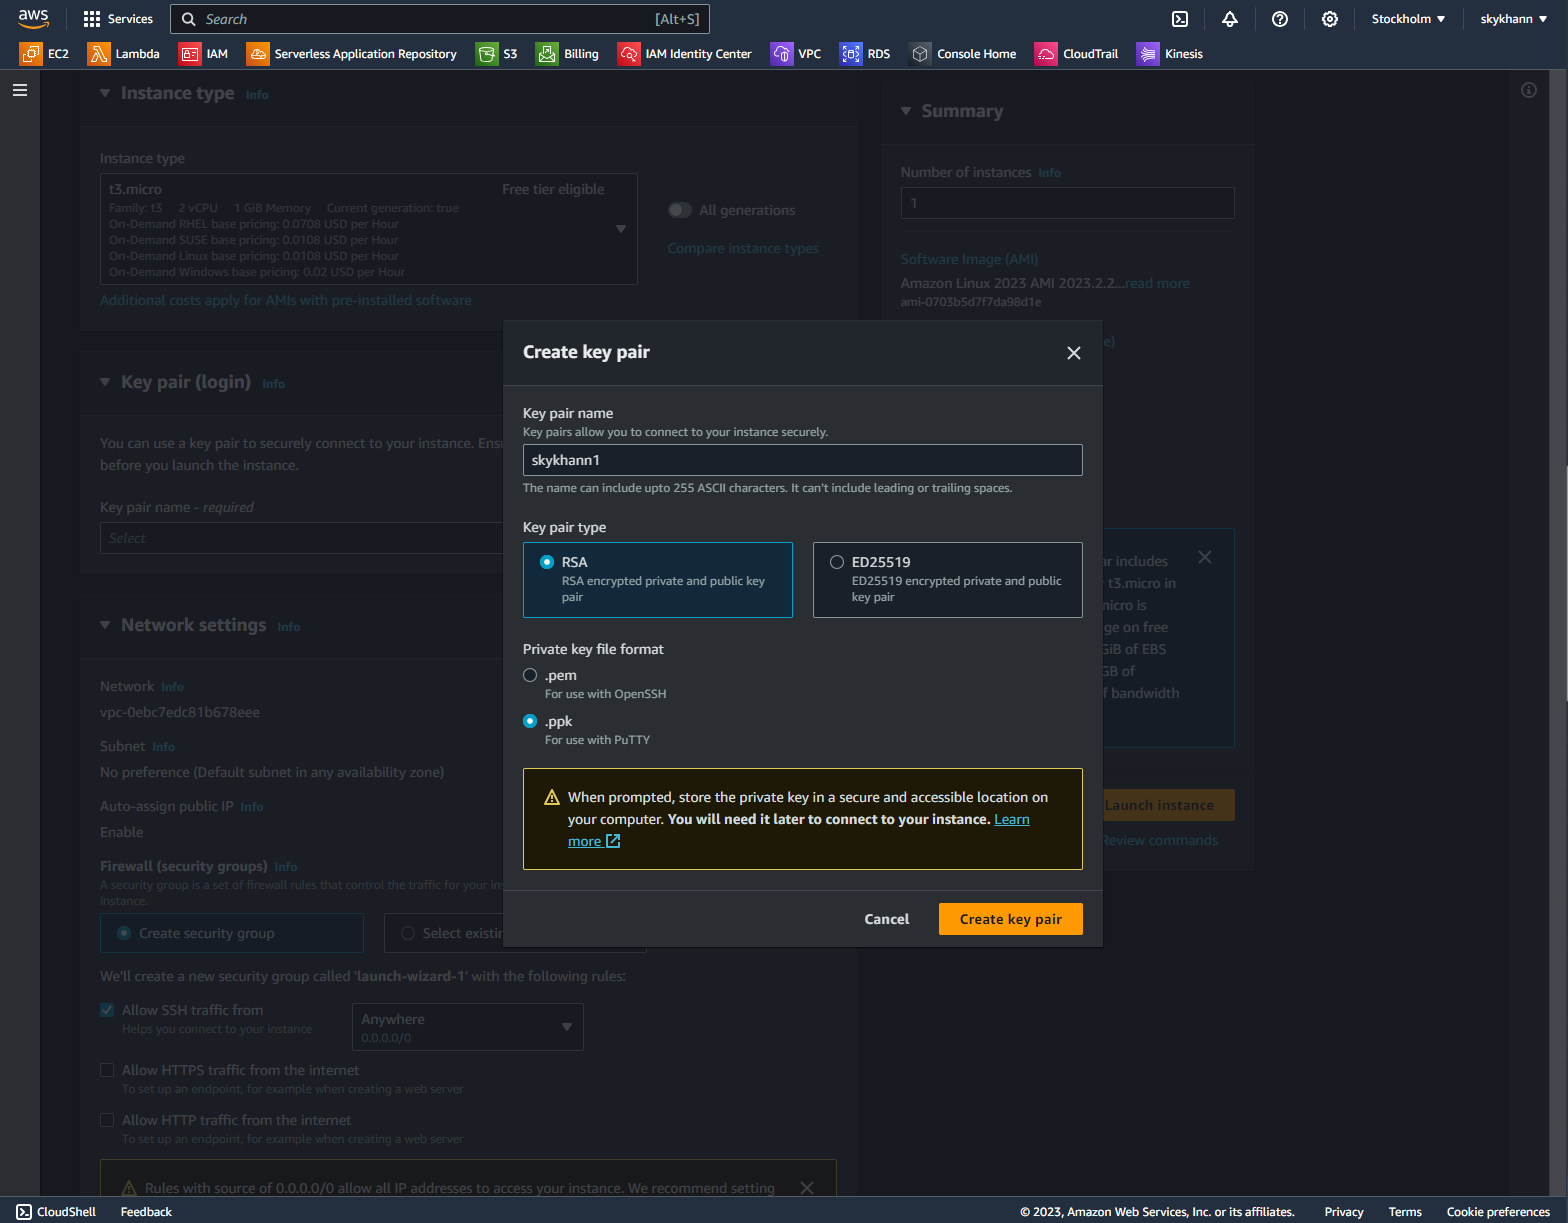 aws
Services
Search [Alt+S]
Stockholm
skykhann
EC2 Lambda IAM Serverless Application Repository S3 Billing IAM Identity Center VPC RDS Console Home CloudTrail Kinesis
Instance type Info
Instance type
t3.micro Free tier eligible
Family: t3 2 vCPU 1 GiB Memory Current generation: true
On-Demand RHEL base pricing: 0.0708 USD per Hour
On-Demand SUSE base pricing: 0.0108 USD per Hour
On-Demand Linux base pricing: 0.0108 USD per Hour
On-Demand Windows base pricing: 0.02 USD per Hour
All generations
Compare instance types
Additional costs apply for AMIs with pre-installed software
Key pair (login) Info
You can use a key pair to securely connect to your instance. Ensu
before you launch the instance.
Key pair name - required
Select
Network settings Info
Network Info
vpc-0ebc7edc81b678eee
Subnet Info
No preference (Default subnet in any availability zone)
Auto-assign public IP Info
Enable
Firewall (security groups) Info
A security group is a set of firewall rules that control the traffic for your ins
instance.
Create security group
Select existin
We'll create a new security group called 'launch-wizard-1' with the following rules:
Allow SSH traffic from
Helps you connect to your instance
Anywhere
0.0.0.0/0
Allow HTTPS traffic from the internet
To set up an endpoint, for example when creating a web server
Allow HTTP traffic from the internet
To set up an endpoint, for example when creating a web server
Rules with source of 0.0.0.0/0 allow all IP addresses to access your instance. We recommend setting
Summary
Number of instances Info
1
Software Image (AMI)
Amazon Linux 2023 AMI 2023.2.2...read more
ami-0703b5d7f7da98d1e
e)
ar includes
t3.micro in
micro is
ge on free
GiB of EBS
GB of
f bandwidth
Launch instance
Review commands
Create key pair
Key pair name
Key pairs allow you to connect to your instance securely.
skykhann1
The name can include upto 255 ASCII characters. It can't include leading or trailing spaces.
Key pair type
RSA
RSA encrypted private and public key
pair
ED25519
ED25519 encrypted private and public
key pair
Private key file format
.pem
For use with OpenSSH
.ppk
For use with PuTTY
When prompted, store the private key in a secure and accessible location on
your computer. You will need it later to connect to your instance. Learn
more
Cancel
Create key pair
CloudShell Feedback
© 2023, Amazon Web Services, Inc. or its affiliates. Privacy Terms Cookie preferences